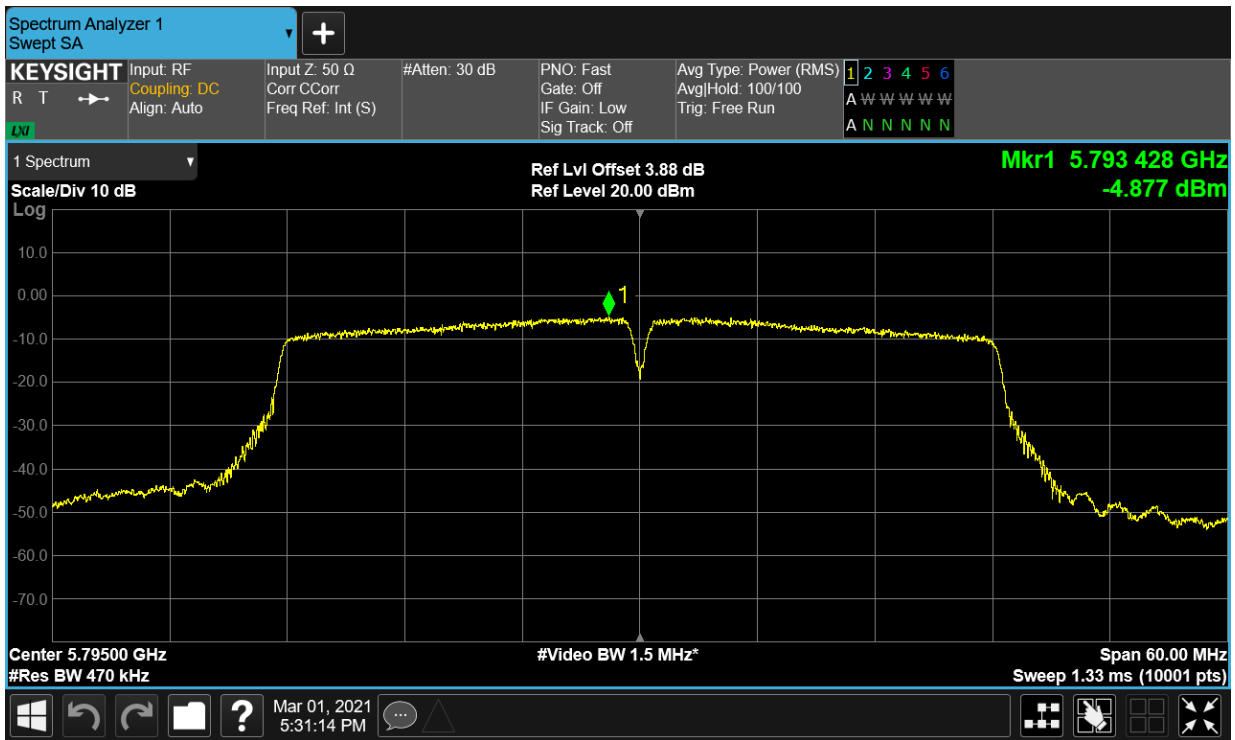 Spectrum Analyzer 1
Swept SA
+
KEYSIGHT
R T
LXI
Input: RF
Coupling: DC
Align: Auto
Input Z: 50 Ω
Corr CCorr
Freq Ref: Int (S)
#Atten: 30 dB
PNO: Fast
Gate: Off
IF Gain: Low
Sig Track: Off
Avg Type: Power (RMS)
Avg|Hold: 100/100
Trig: Free Run
1 2 3 4 5 6
A W W W W W
A N N N N N
1 Spectrum
Scale/Div 10 dB
Log
Ref Lvl Offset 3.88 dB
Ref Level 20.00 dBm
Mkr1 5.793 428 GHz
-4.877 dBm
10.0
0.00
-10.0
-20.0
-30.0
-40.0
-50.0
-60.0
-70.0
1
Center 5.79500 GHz
#Res BW 470 kHz
#Video BW 1.5 MHz*
Span 60.00 MHz
Sweep 1.33 ms (10001 pts)
?
Mar 01, 2021
5:31:14 PM